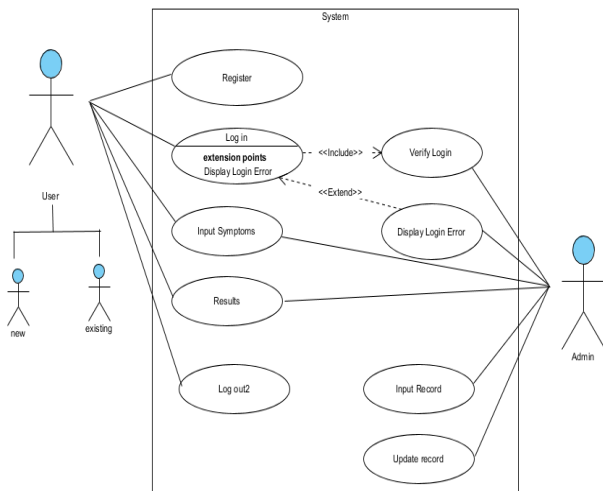 System
Register
Log in
extension points
Display Login Error
<<Include>>
Verify Login
<<Extend>>
User
Input Symptoms
Display Login Error
new
existing
Results
Admin
Log out2
Input Record
Update record